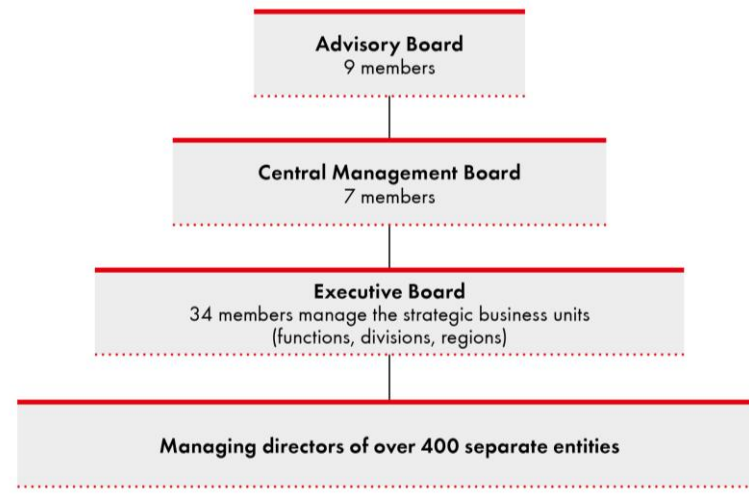 Advisory Board
9 members
Central Management Board
7 members
Executive Board
34 members manage the strategic business units
(functions, divisions, regions)
Managing directors of over 400 separate entities